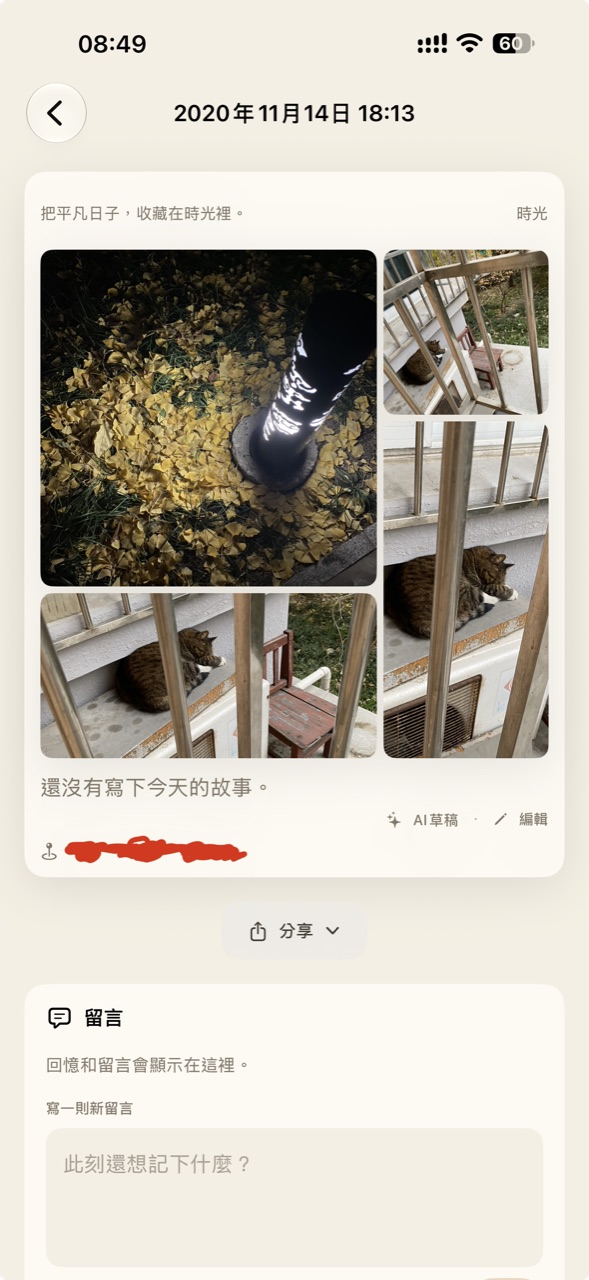 08:49
60
2020年11月14日 18:13
把平凡日子，收藏在時光裡。
時光
還沒有寫下今天的故事。
AI草稿 · 編輯
分享
留言
回憶和留言會顯示在這裡。
寫一則新留言
此刻還想記下什麼？